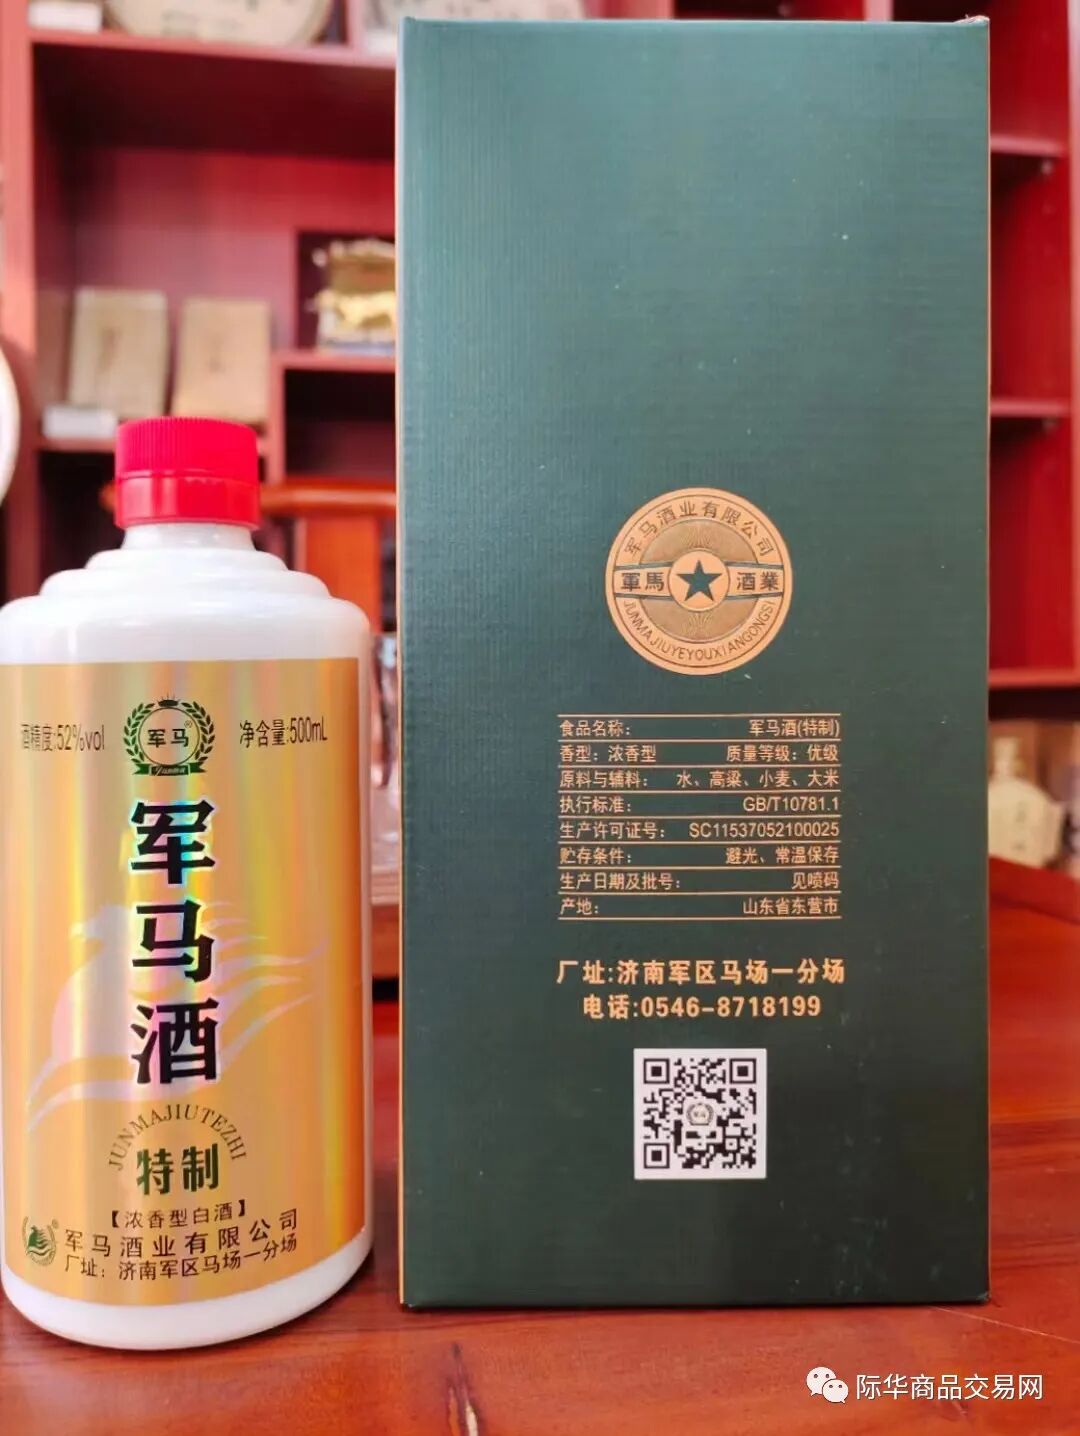 酒精度:52%vol
军马®
Junma
净含量:500mL
军马酒
JUNMAJIUTEZHI
特制
【浓香型白酒】
军马酒业有限公司
厂址：济南军区马场一分场
军马酒业有限公司
軍馬 酒業
JUNMAJIUYEYOUXIANGONGSI
食品名称： 军马酒(特制)
香型：浓香型 质量等级：优级
原料与辅料： 水、高粱、小麦、大米
执行标准： GB/T10781.1
生产许可证号： SC11537052100025
贮存条件： 避光、常温保存
生产日期及批号： 见喷码
产地： 山东省东营市
厂址:济南军区马场一分场
电话:0546-8718199
际华商品交易网